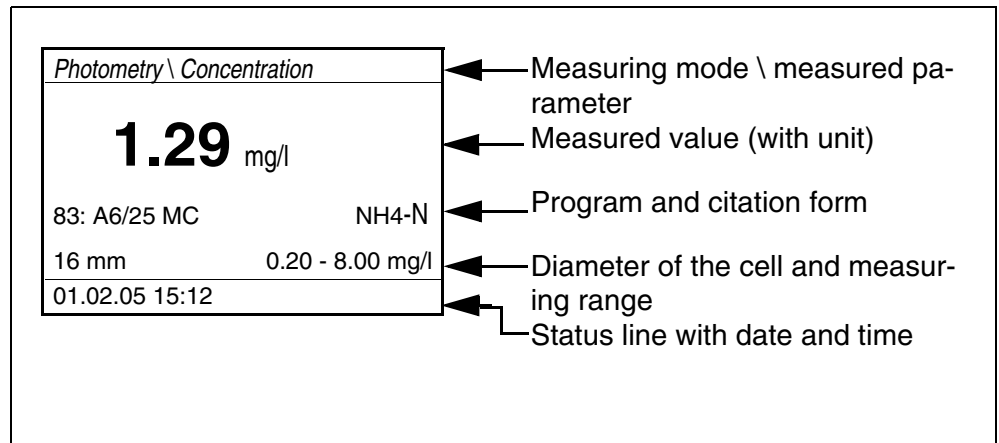 Photometry \ Concentration
1.29 mg/l
83: A6/25 MC NH4-N
16 mm 0.20 - 8.00 mg/l
01.02.05 15:12
Measuring mode \ measured pa-
rameter
Measured value (with unit)
Program and citation form
Diameter of the cell and measur-
ing range
Status line with date and time